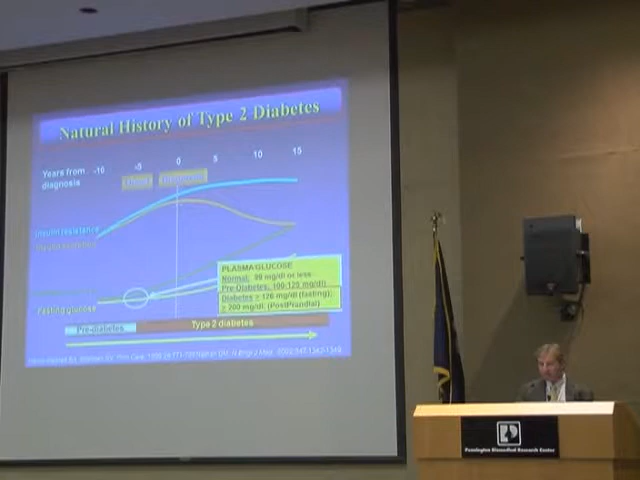 Natural History of Type 2 Diabetes
Years from diagnosis
-10 -5 0 5 10 15
Onset Diagnosis
Insulin resistance
Insulin secretion
Fasting glucose
PLASMA GLUCOSE
Normal: 99 mg/dl or less
Pre-Diabetes: 100-125 mg/dl)
Diabetes > 126 mg/dl (fasting);
> 200 mg/dl: (PostPrandial)
Pre-diabetes
Type 2 diabetes
P
Pennington Biomedical Research Center